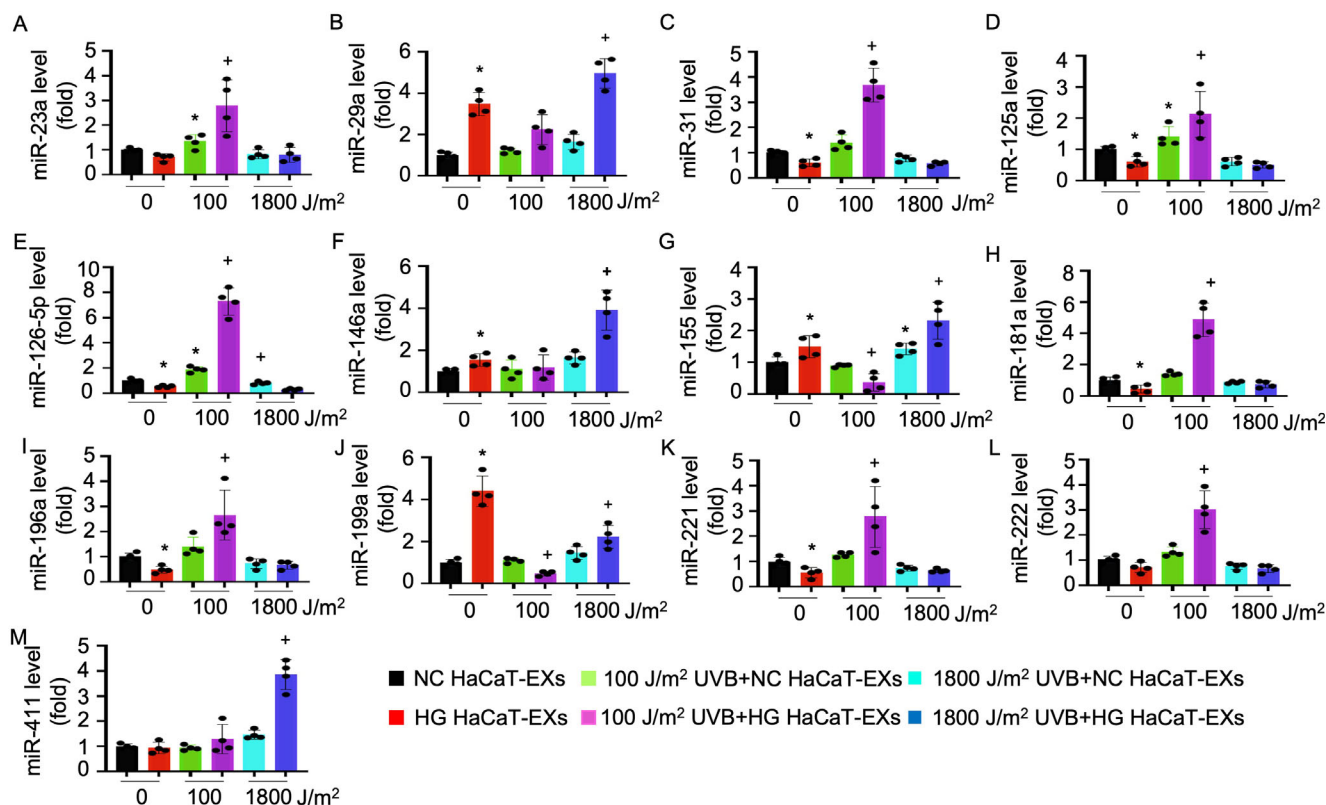 A
miR-23a level
(fold)
5
4
3
2
1
0
*
+
0 100 1800 J/m²
B
miR-29a level
(fold)
6
4
2
0
*
+
0 100 1800 J/m²
C
miR-31 level
(fold)
5
4
3
2
1
0
*
+
0 100 1800 J/m²
D
miR-125a level
(fold)
5
4
3
2
1
0
*
*
+
0 100 1800 J/m²
E
miR-126-5p level
(fold)
10
8
6
4
2
0
*
*
+
+
0 100 1800 J/m²
F
miR-146a level
(fold)
6
4
2
0
*
+
0 100 1800 J/m²
G
miR-155 level
(fold)
4
3
2
1
0
*
+
*
+
0 100 1800 J/m²
H
miR-181a level
(fold)
8
6
4
2
0
*
+
0 100 1800 J/m²
I
miR-196a level
(fold)
5
4
3
2
1
0
*
+
0 100 1800 J/m²
J
miR-199a level
(fold)
6
4
2
0
*
+
+
0 100 1800 J/m²
K
miR-221 level
(fold)
5
4
3
2
1
0
*
+
0 100 1800 J/m²
L
miR-222 level
(fold)
5
4
3
2
1
0
+
0 100 1800 J/m²
M
miR-411 level
(fold)
5
4
3
2
1
0
+
0 100 1800 J/m²
NC HaCaT-EXs 100 J/m² UVB+NC HaCaT-EXs 1800 J/m² UVB+NC HaCaT-EXs
HG HaCaT-EXs 100 J/m² UVB+HG HaCaT-EXs 1800 J/m² UVB+HG HaCaT-EXs